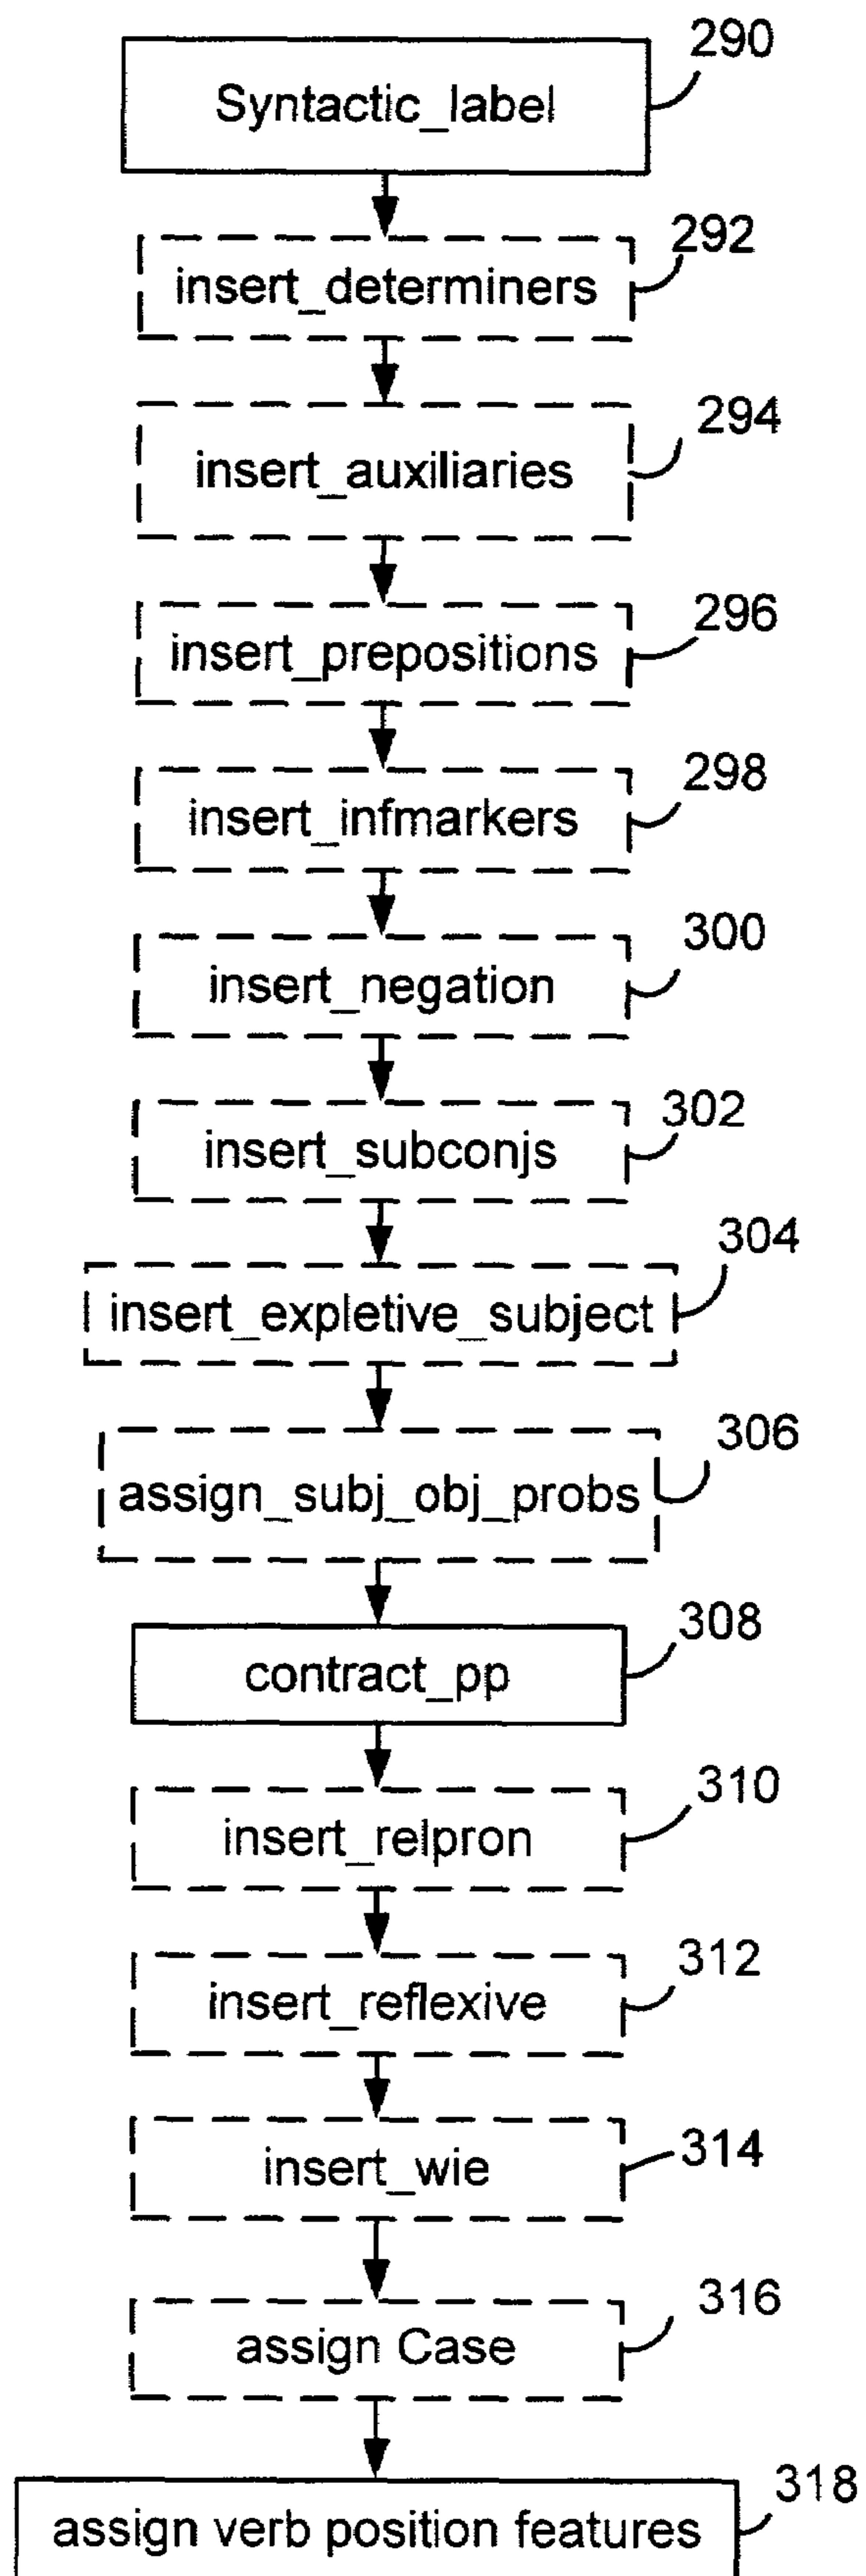 290
Syntactic_label
292
insert_determiners
294
insert_auxiliaries
296
insert_prepositions
298
insert_infmarkers
300
insert_negation
302
insert_subconjs
304
insert_expletive_subject
306
assign_subj_obj_probs
308
contract_pp
310
insert_relpron
312
insert_reflexive
314
insert_wie
316
assign Case
318
assign verb position features